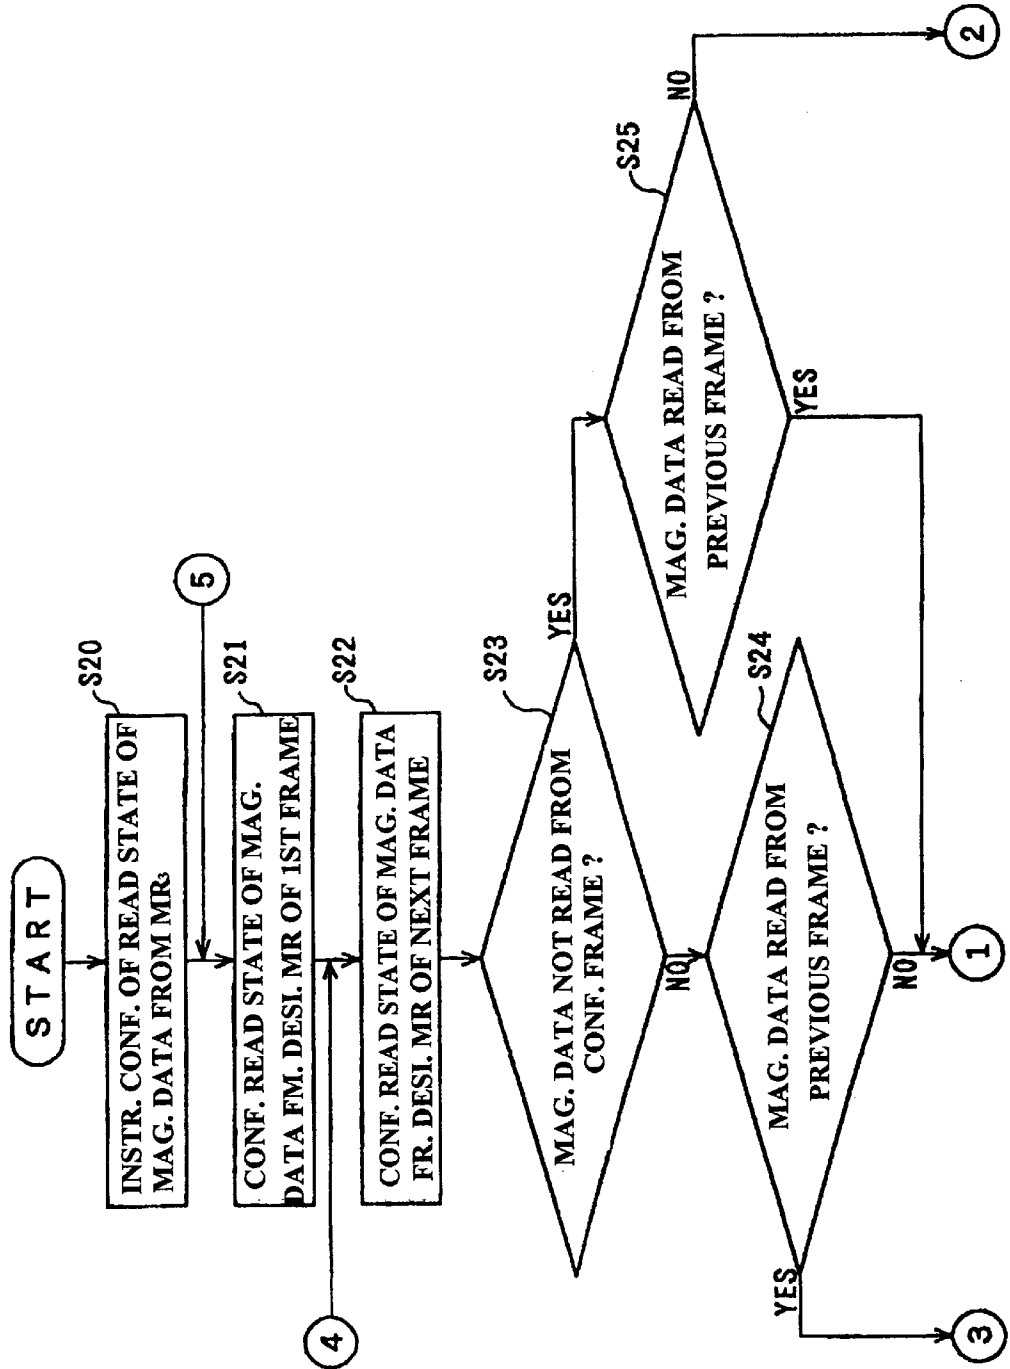 START
S20
INSTR. CONF. OF READ STATE OF
MAG. DATA FROM MRs
5
S21
CONF. READ STATE OF MAG.
DATA FM. DESI. MR OF 1ST FRAME
4
S22
CONF. READ STATE OF MAG. DATA
FR. DESI. MR OF NEXT FRAME
S23
MAG. DATA NOT READ FROM
CONF. FRAME ?
YES
NO
S25
MAG. DATA READ FROM
PREVIOUS FRAME ?
NO
YES
S24
MAG. DATA READ FROM
PREVIOUS FRAME ?
YES
NO
3
1
2